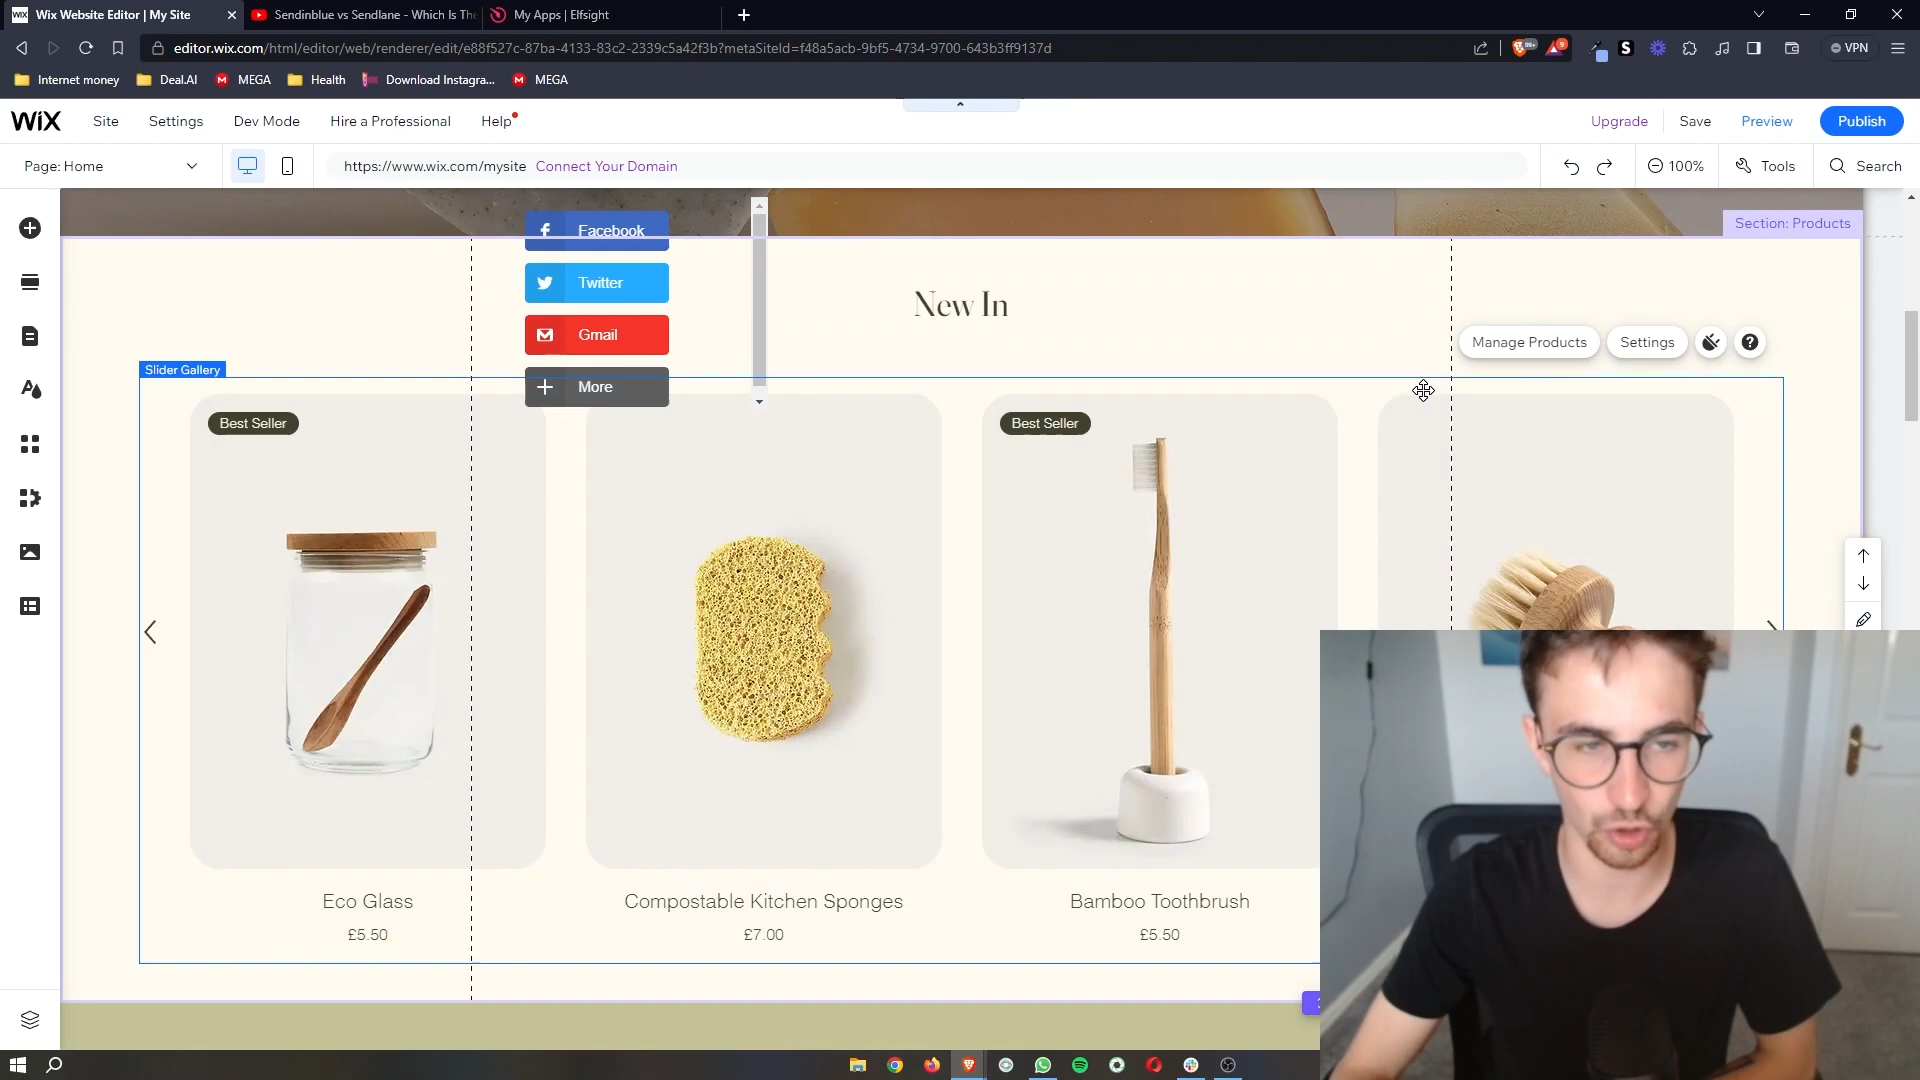 Wix Website Editor | My Site
Sendinblue vs Sendlane - Which Is The
My Apps | Elfsight
editor.wix.com/html/editor/web/renderer/edit/e88f527c-87ba-4133-83c2-2339c5a42f3b?metaSiteId=f48a5acb-9bf5-4734-9700-643b3ff9137d
VPN
Internet money
Deal.AI
MEGA
Health
Download Instagra...
MEGA
WiX
Site
Settings
Dev Mode
Hire a Professional
Help
Upgrade
Save
Preview
Publish
Page: Home
https://www.wix.com/mysite
Connect Your Domain
100%
Tools
Search
Section: Products
Facebook
Twitter
Gmail
More
New In
Manage Products
Settings
Slider Gallery
Best Seller
Best Seller
Eco Glass
£5.50
Compostable Kitchen Sponges
£7.00
Bamboo Toothbrush
£5.50